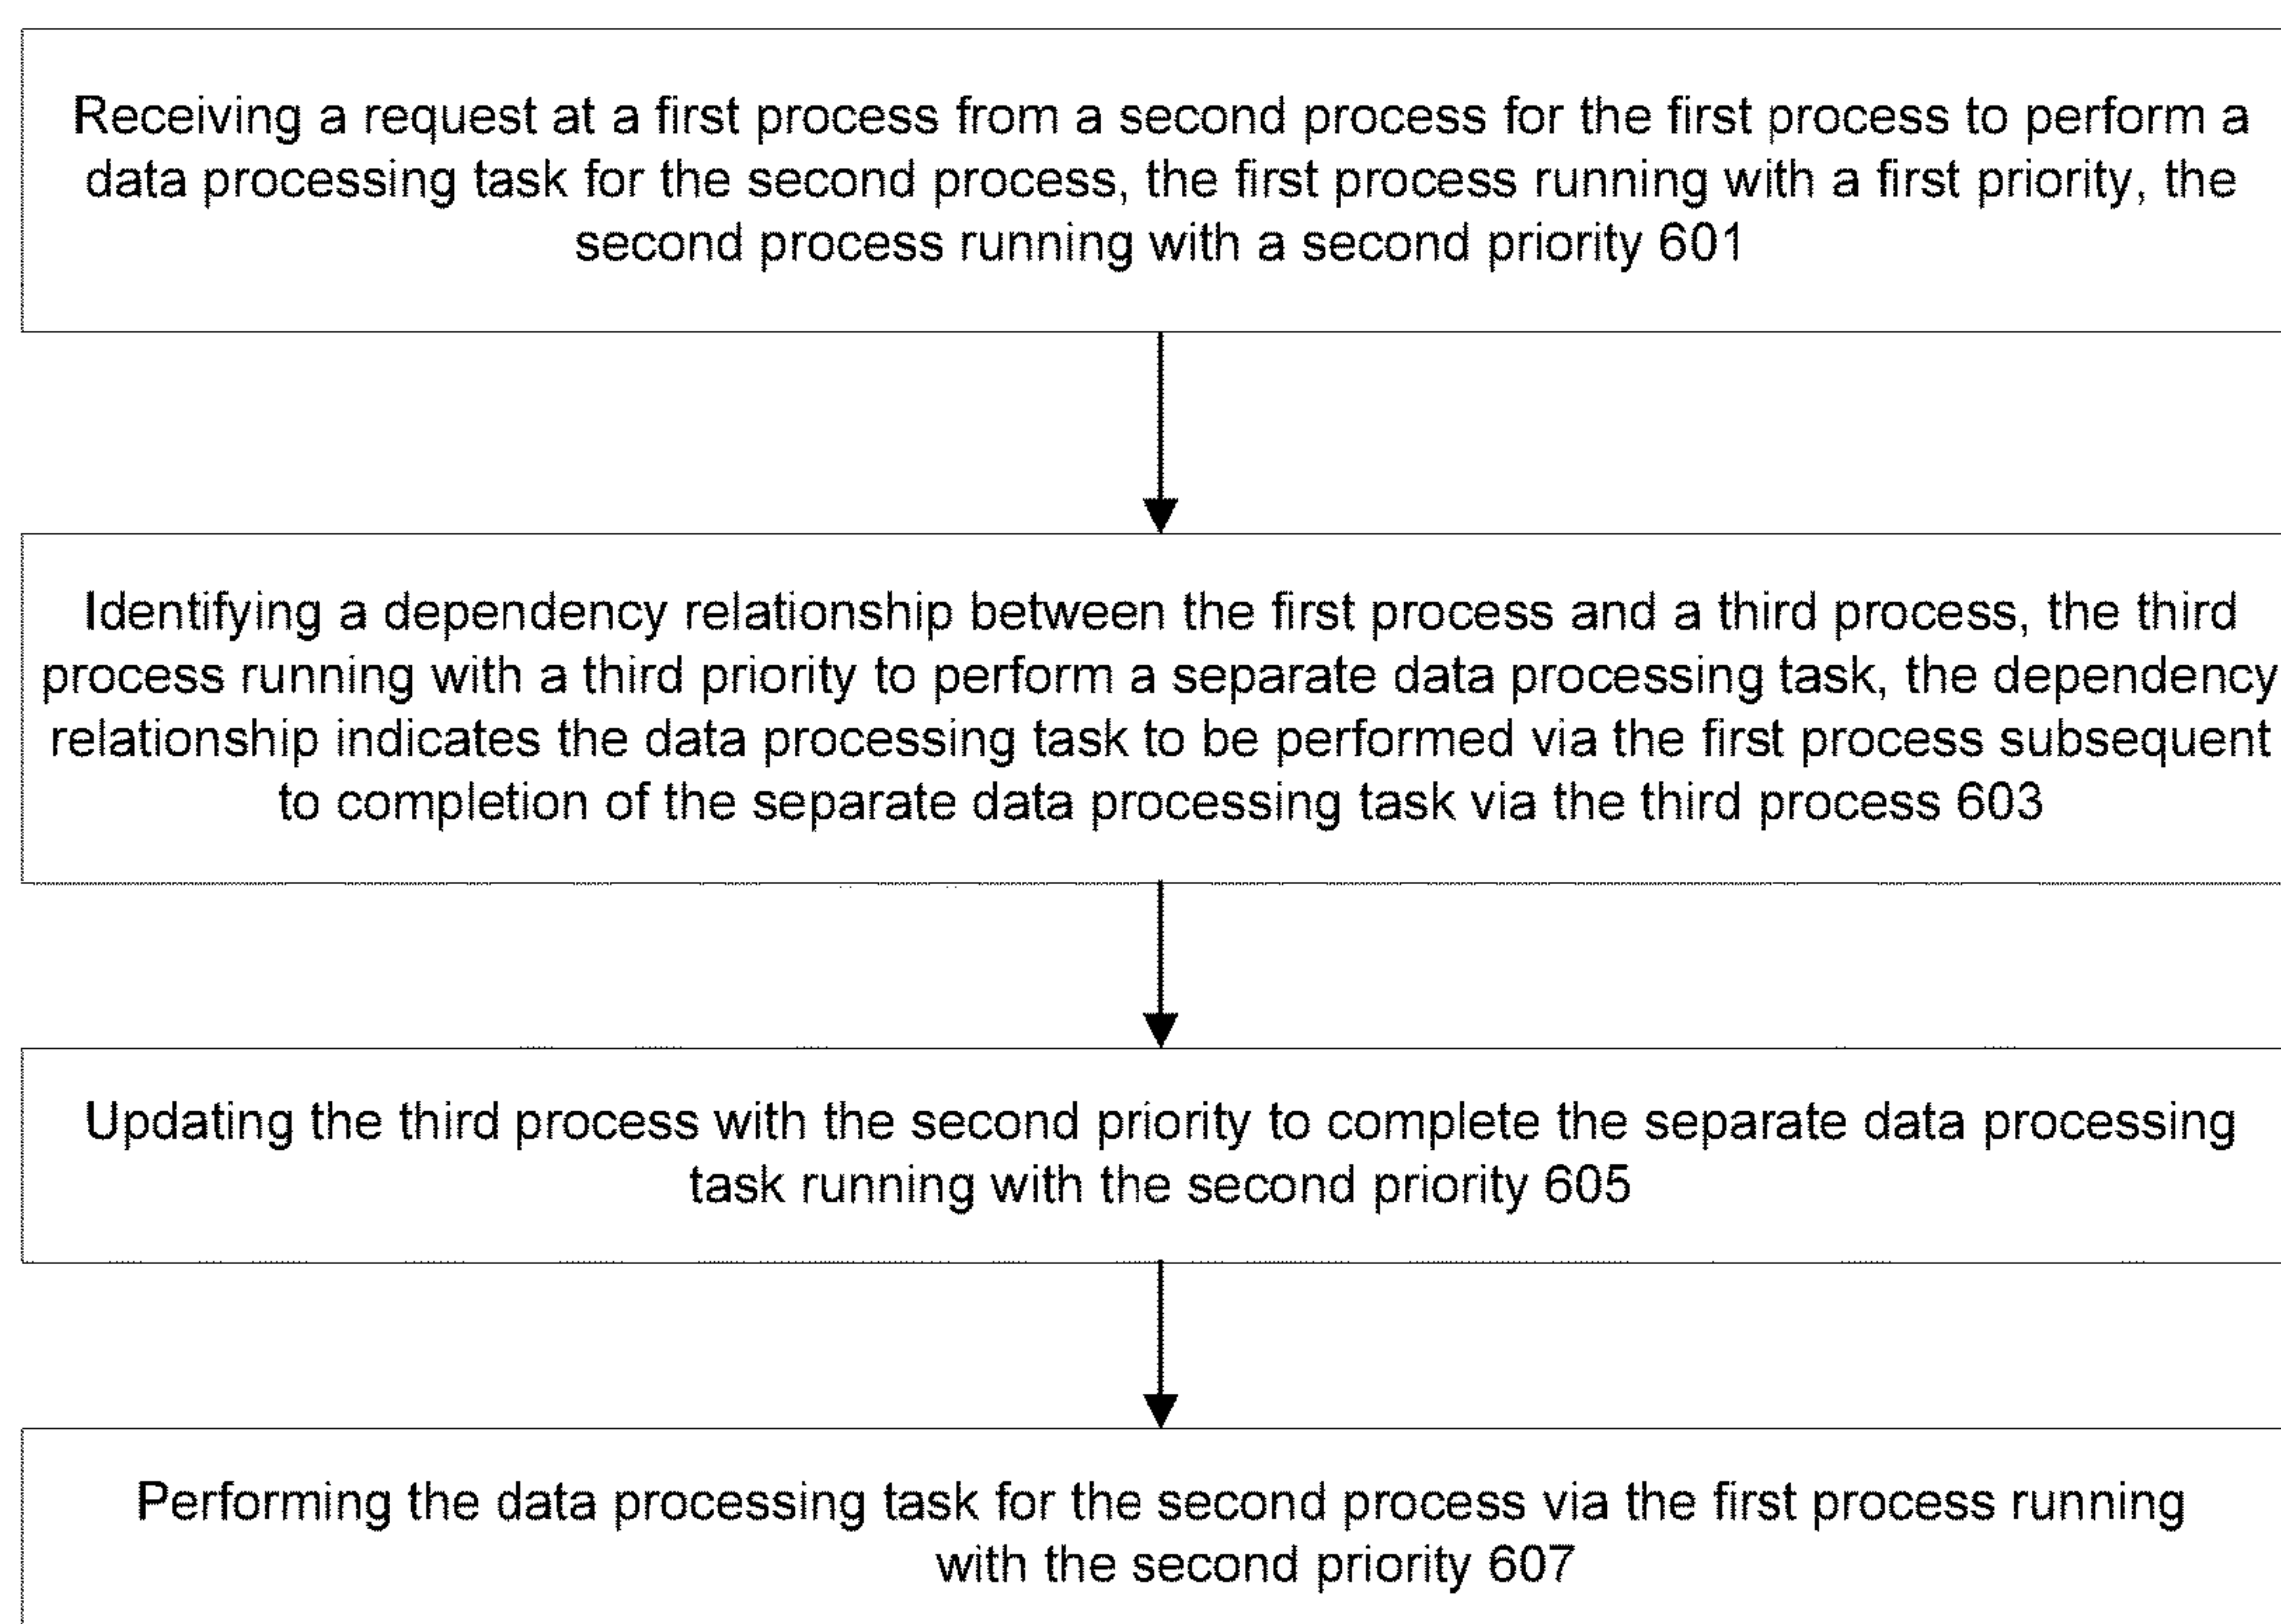 Receiving a request at a first process from a second process for the first process to perform a
data processing task for the second process, the first process running with a first priority, the
second process running with a second priority 601
Identifying a dependency relationship between the first process and a third process, the third
process running with a third priority to perform a separate data processing task, the dependency
relationship indicates the data processing task to be performed via the first process subsequent
to completion of the separate data processing task via the third process 603
Updating the third process with the second priority to complete the separate data processing
task running with the second priority 605
Performing the data processing task for the second process via the first process running
with the second priority 607